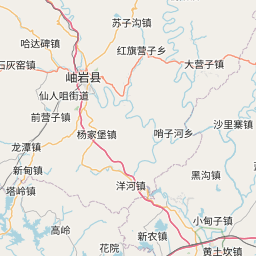 苏子沟镇
哈达碑镇
红旗营子乡
石灰窑镇
大营子镇
岫岩县
仙人咀街道
前营子镇
沙里寨镇
杨家堡镇
哨子河乡
龙潭镇
新甸镇
黑沟镇
洋河镇
塔岭镇
小甸子镇
高岭
新农镇
花院
黄土坎镇